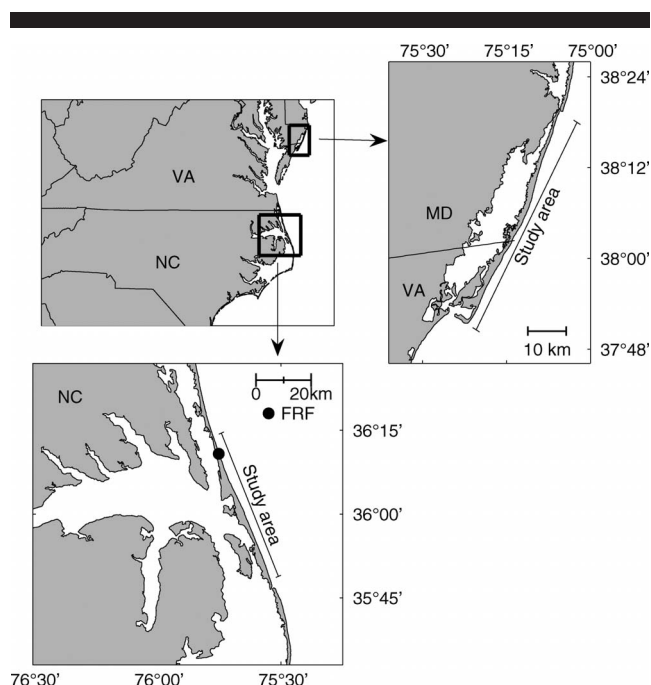 75°30' 75°15' 75°00'
38°24'
38°12'
38°00'
37°48'
VA
NC
MD
VA
Study area
10 km
NC
0 20km
FRF
36°15'
Study area
36°00'
35°45'
76°30' 76°00' 75°30'